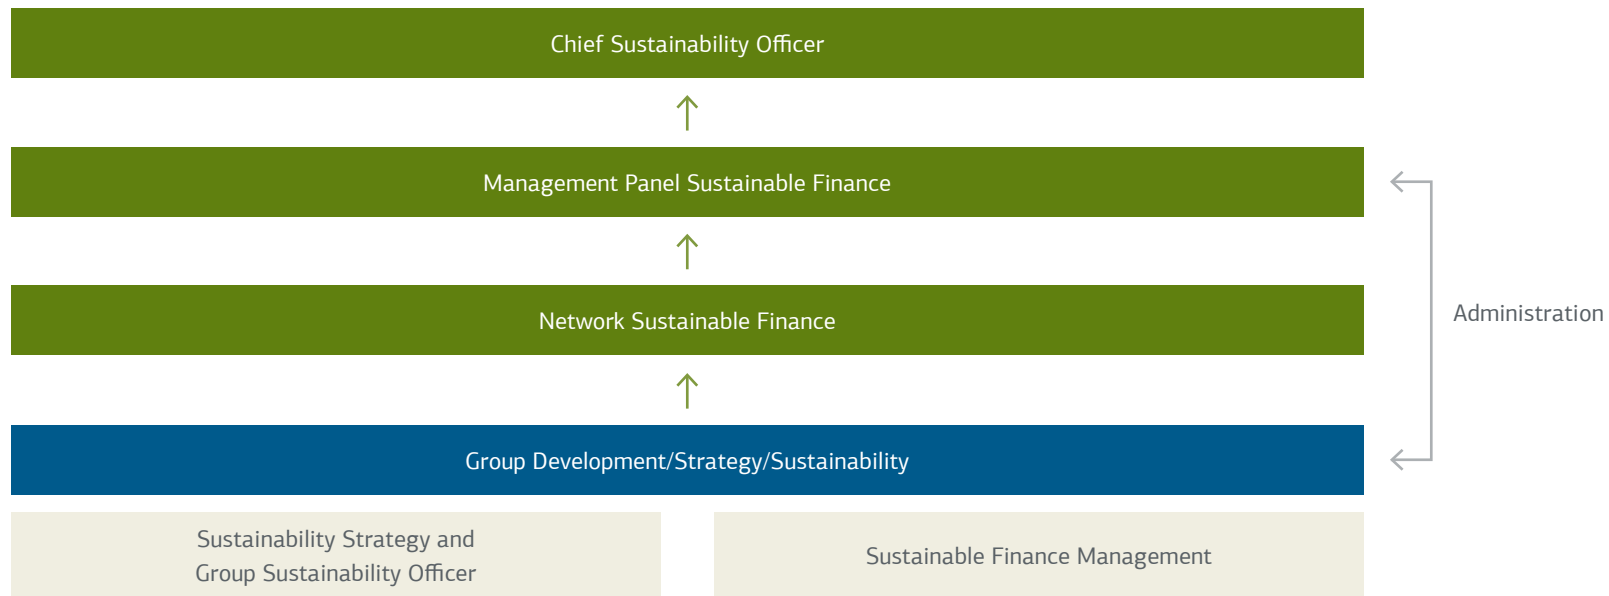 Chief Sustainability Officer
Management Panel Sustainable Finance
Network Sustainable Finance
Administration
Group Development/Strategy/Sustainability
Sustainability Strategy and
Group Sustainability Officer
Sustainable Finance Management